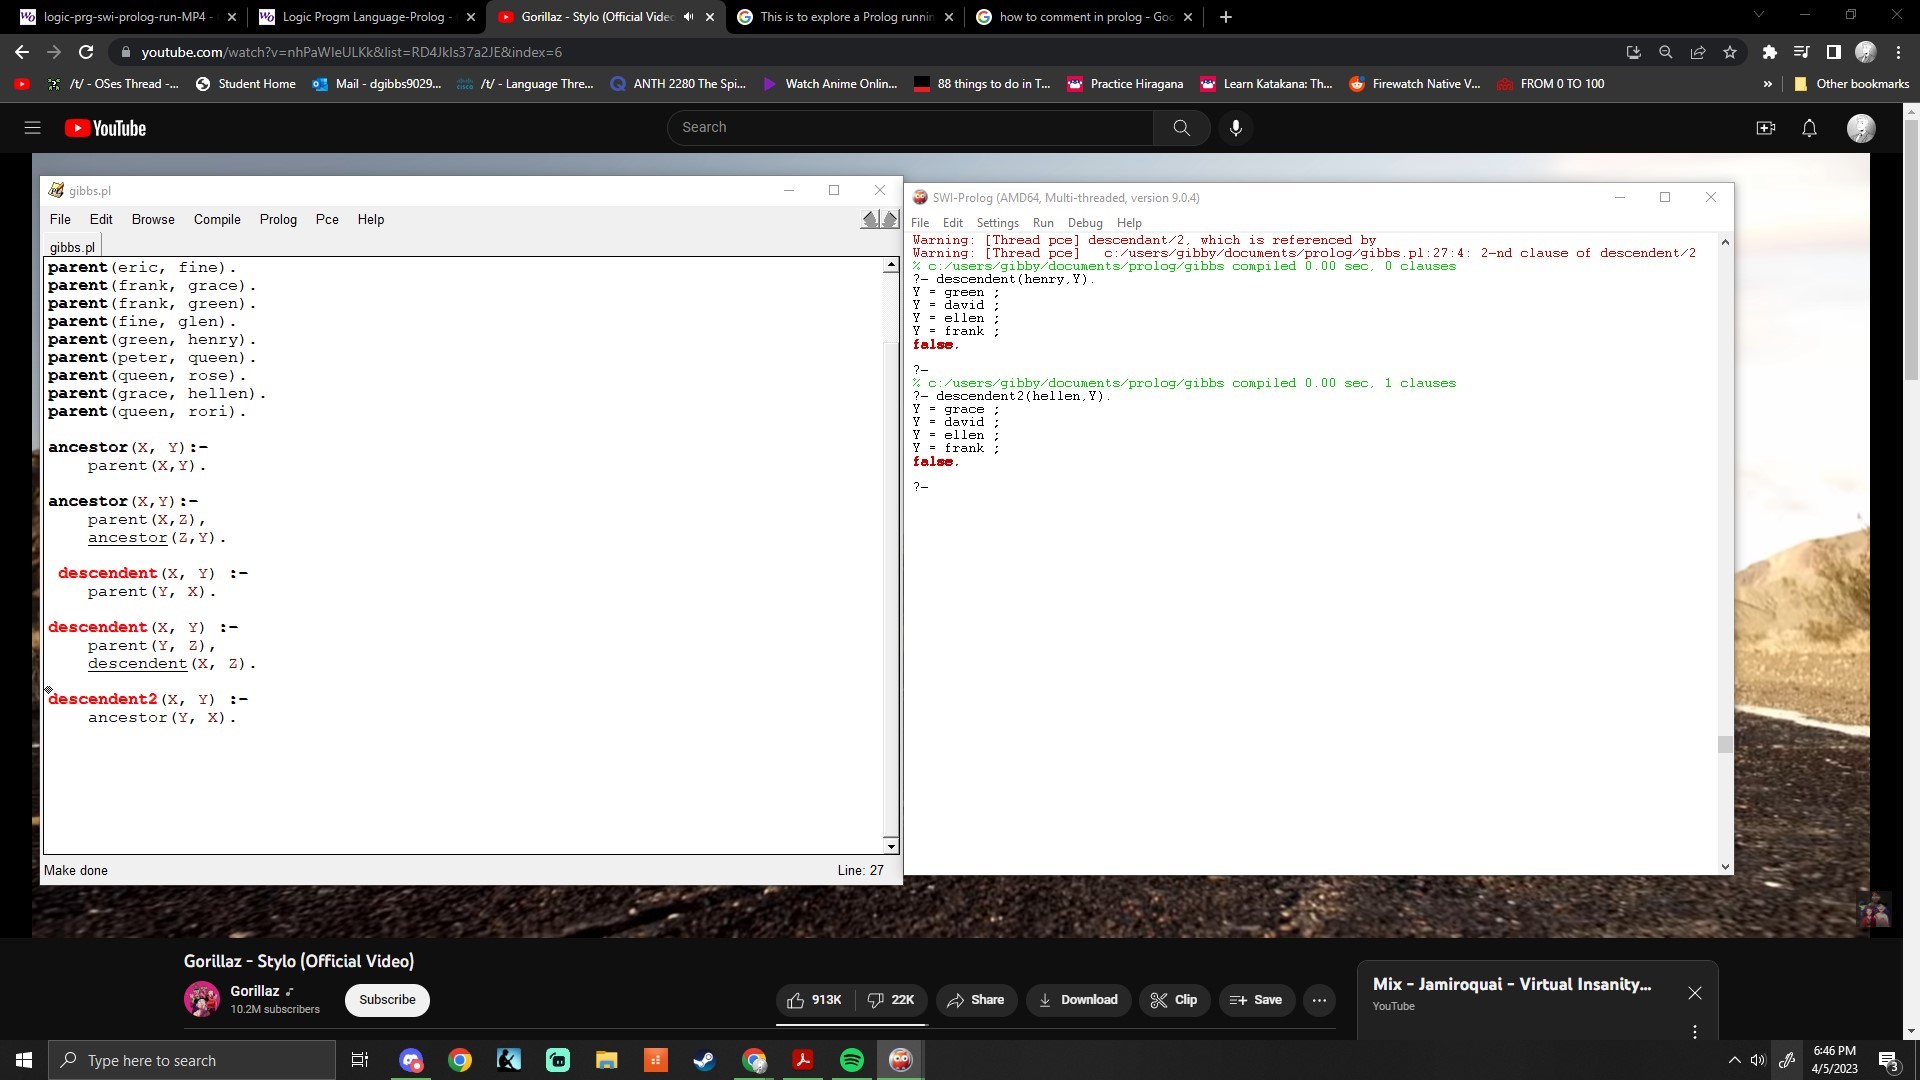 logic-prg-swi-prolog-run-MP4 -
Logic Progm Language-Prolog -
Gorillaz - Stylo (Official Video
This is to explore a Prolog runnin
how to comment in prolog - Goo
youtube.com/watch?v=nhPaWIeULKk&list=RD4JkIs37a2JE&index=6
/t/ - OSes Thread -...
Student Home
Mail - dgibbs9029...
/t/ - Language Thre...
ANTH 2280 The Spi...
Watch Anime Onlin...
88 things to do in T...
Practice Hiragana
Learn Katakana: Th...
Firewatch Native V...
FROM 0 TO 100
»
Other bookmarks
YouTube
Search
gibbs.pl
File Edit Browse Compile Prolog Pce Help
gibbs.pl
parent(eric, fine).
parent(frank, grace).
parent(frank, green).
parent(fine, glen).
parent(green, henry).
parent(peter, queen).
parent(queen, rose).
parent(grace, hellen).
parent(queen, rori).
ancestor(X, Y):-
parent(X,Y).
ancestor(X,Y):-
parent(X,Z),
ancestor(Z,Y).
descendent(X, Y) :-
parent(Y, X).
descendent(X, Y) :-
parent(Y, Z),
descendent(X, Z).
descendent2(X, Y) :-
ancestor(Y, X).
Make done
Line: 27
SWI-Prolog (AMD64, Multi-threaded, version 9.0.4)
File Edit Settings Run Debug Help
Warning: [Thread pce] descendant/2, which is referenced by
Warning: [Thread pce] c:/users/gibby/documents/prolog/gibbs.pl:27:4: 2-nd clause of descendent/2
% c:/users/gibby/documents/prolog/gibbs compiled 0.00 sec, 0 clauses
?- descendent(henry,Y).
Y = green ;
Y = david ;
Y = ellen ;
Y = frank ;
false.
?-
% c:/users/gibby/documents/prolog/gibbs compiled 0.00 sec, 1 clauses
?- descendent2(hellen,Y).
Y = grace ;
Y = david ;
Y = ellen ;
Y = frank ;
false.
?-
Gorillaz - Stylo (Official Video)
Gorillaz
10.2M subscribers
Subscribe
913K
22K
Share
Download
Clip
Save
Mix - Jamiroquai - Virtual Insanity...
YouTube
Type here to search
6:46 PM
4/5/2023
3